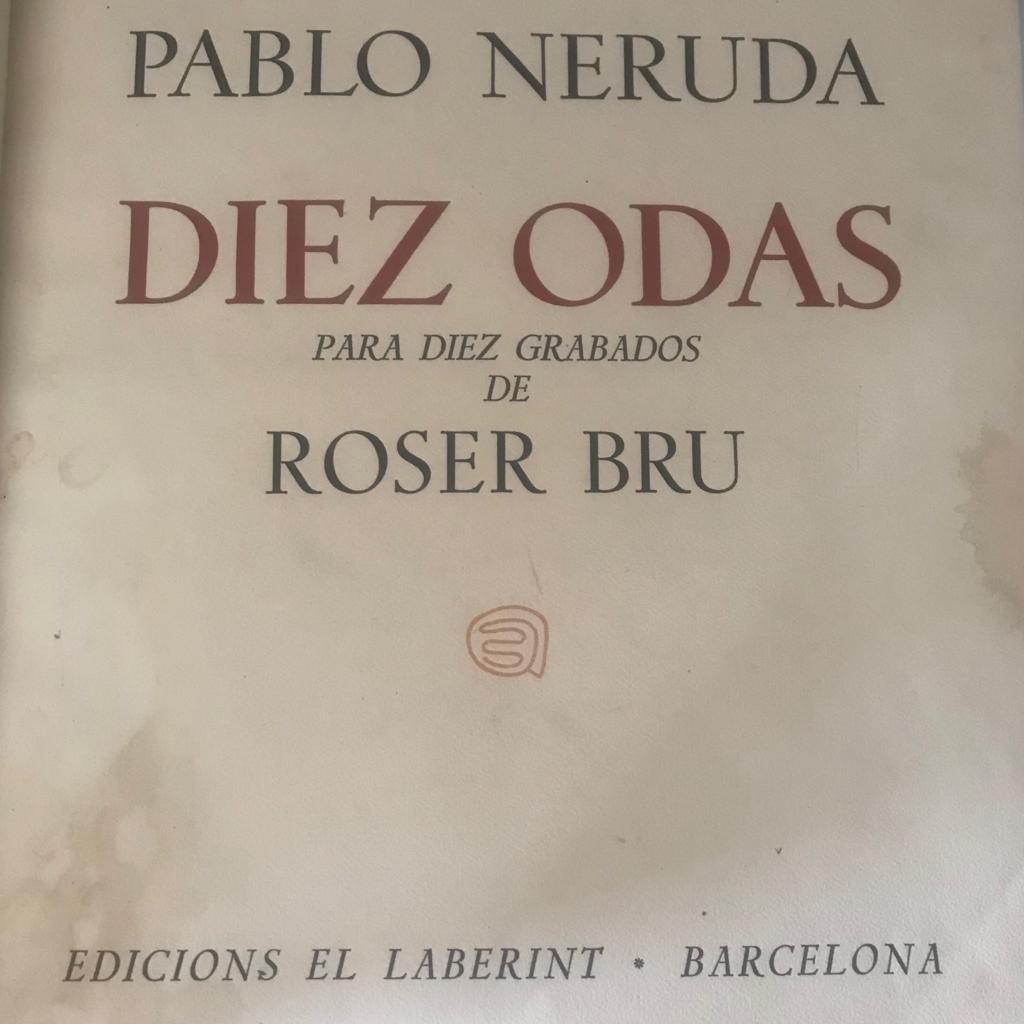 PABLO NERUDA
DIEZ ODAS
PARA DIEZ GRABADOS
DE
ROSER BRU
EDICIONS EL LABERINT * BARCELONA